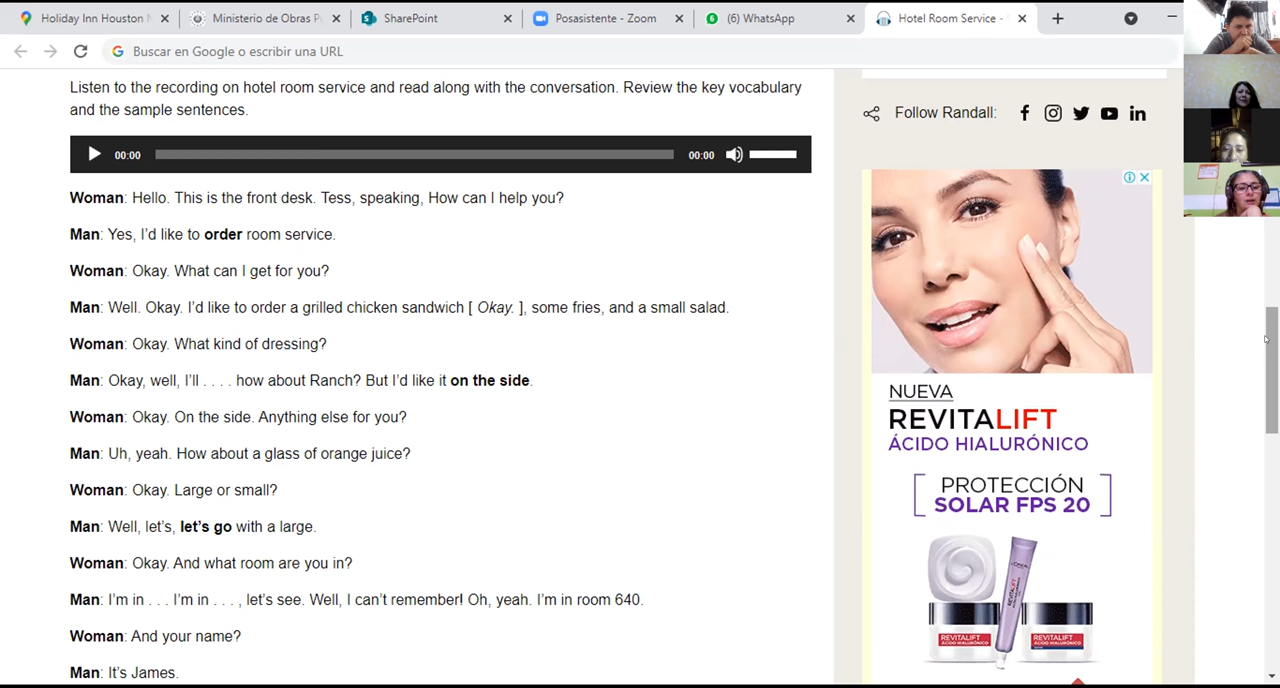 Holiday Inn Houston N
Ministerio de Obras P
SharePoint
Posasistente - Zoom
(6) WhatsApp
Hotel Room Service -
Buscar en Google o escribir una URL
Listen to the recording on hotel room service and read along with the conversation. Review the key vocabulary
and the sample sentences.
00:00 00:00
Woman: Hello. This is the front desk. Tess, speaking, How can I help you?
Man: Yes, I'd like to order room service.
Woman: Okay. What can I get for you?
Man: Well. Okay. I'd like to order a grilled chicken sandwich [ Okay. ], some fries, and a small salad.
Woman: Okay. What kind of dressing?
Man: Okay, well, I'll . . . . how about Ranch? But I'd like it on the side.
Woman: Okay. On the side. Anything else for you?
Man: Uh, yeah. How about a glass of orange juice?
Woman: Okay. Large or small?
Man: Well, let's, let's go with a large.
Woman: Okay. And what room are you in?
Man: I'm in . . . I'm in . . . , let's see. Well, I can't remember! Oh, yeah. I'm in room 640.
Woman: And your name?
Man: It's James.
Follow Randall:
NUEVA
REVITALIFT
ÁCIDO HIALURÓNICO
PROTECCIÓN
SOLAR FPS 20
REVITALIFT
ÁCIDO HIALURÓNICO
REVITALIFT